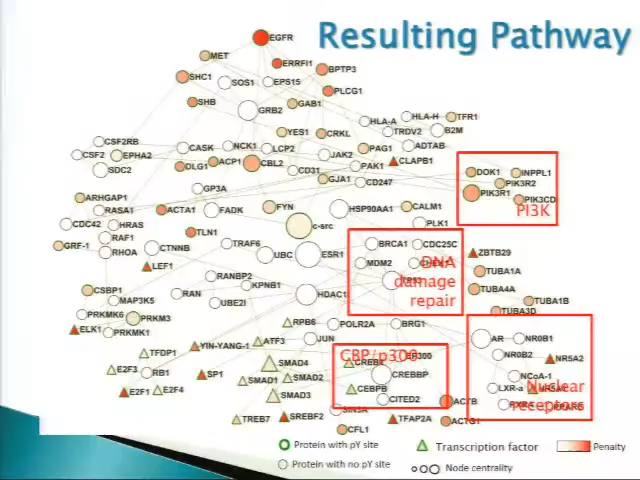 Resulting Pathway
EGFR
MET
ERRFI1
BPTP3
SHC1
SOS1
EPS15
PLCG1
SHB
GRB2
GAB1
HLA-A
HLA-H
TFR1
YES1
CRKL
TRDV2
B2M
CSF2RB
CASK
NCK1
LCP2
PAG1
ADTAB
CSF2
EPHA2
JAK2
CLAPB1
SDC2
DLG1
ACP1
CBL2
CD31
PAK1
DOK1
INPPL1
GJA1
CD247
PIK3R2
GP3A
PIK3R1
PIK3CD
ARHGAP1
PI3K
RASA1
ACTA1
FADK
FYN
HSP90AA1
CALM1
CDC42
HRAS
c-src
PLK1
RAF1
TLN1
GRF-1
RHOA
CTNNB
TRAF6
UBC
ESR1
BRCA1
CDC25C
ZBTB29
LEF1
MDM2
DNA
damage
repair
TUBA1A
RANBP2
KPNB1
TUBA4A
CSBP1
RAN
UBE2I
HDAC1
TUBA1B
MAP3K5
TUBA3D
PRKMK6
PRKM3
RPB6
POLR2A
BRG1
ELK1
PRKMK1
ATF3
JUN
AR
NR0B1
YIN-YANG-1
CBP/p300
EP300
TFDP1
NR0B2
NR5A2
E2F3
RB1
SP1
SMAD4
CREB1
CREBBP
SMAD1
SMAD2
NCoA-1
E2F1
E2F4
CEBPB
LXR-a
Nuclear
receptors
SMAD3
CITED2
ACTB
TREB7
SREBF2
SIN3A
TFAP2A
ACTG1
CFL1
Protein with pY site
Transcription factor
Penalty
Protein with no pY site
Node centrality